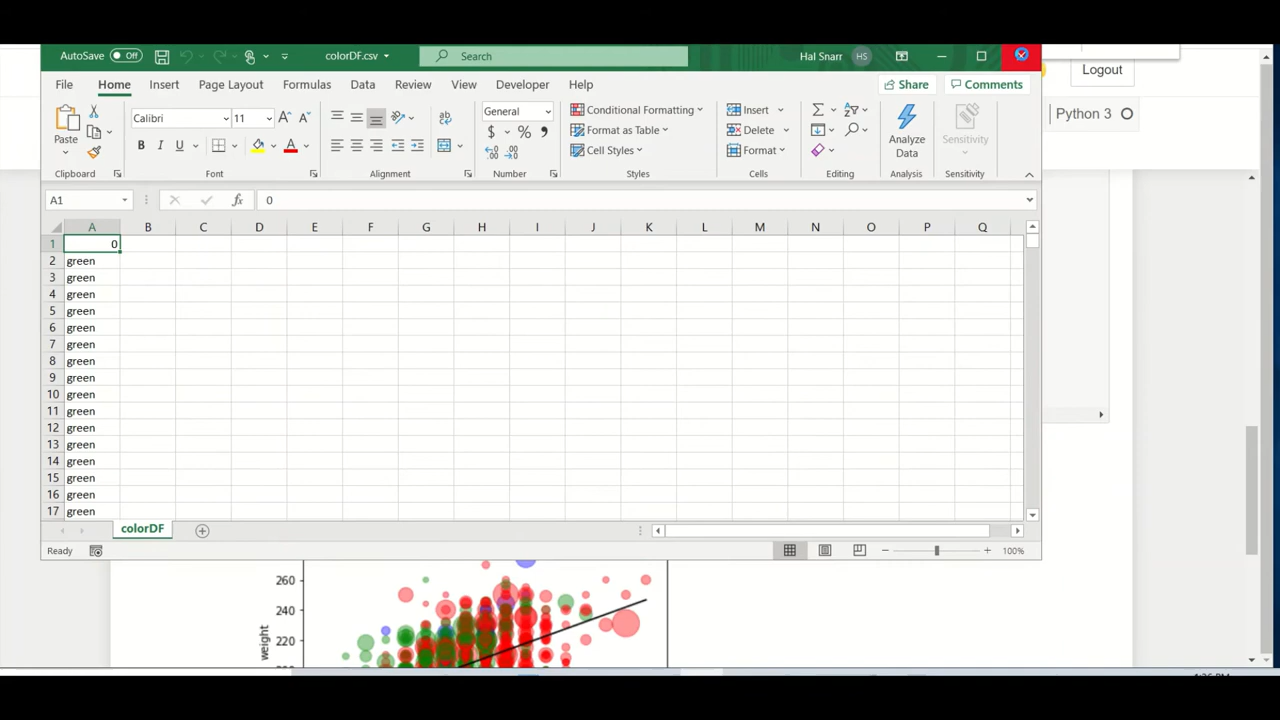 AutoSave Off colorDF.csv Search Hal Snarr HS
Logout
File Home Insert Page Layout Formulas Data Review View Developer Help Share Comments
Python 3
Paste Calibri 11 General Conditional Formatting Insert
Format as Table Delete
Cell Styles Format
Analyze Data Sensitivity
Clipboard Font Alignment Number Styles Cells Editing Analysis Sensitivity
A1 fx 0
A B C D E F G H I J K L M N O P Q
1 0
2 green
3 green
4 green
5 green
6 green
7 green
8 green
9 green
10 green
11 green
12 green
13 green
14 green
15 green
16 green
17 green
colorDF
Ready 100%
260
240
220
weight